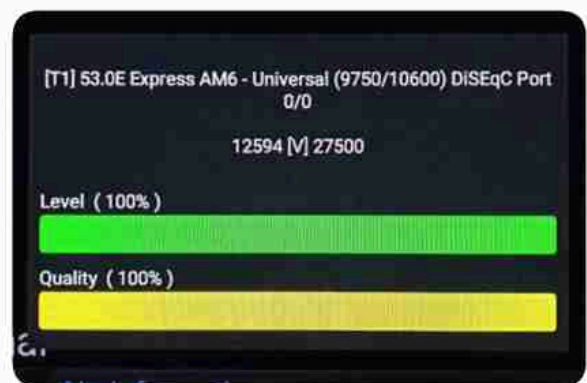 [T1] 53.0E Express AM6 - Universal (9750/10600) DiSEqC Port
0/0
12594 [V] 27500
Level ( 100% )
Quality ( 100% )